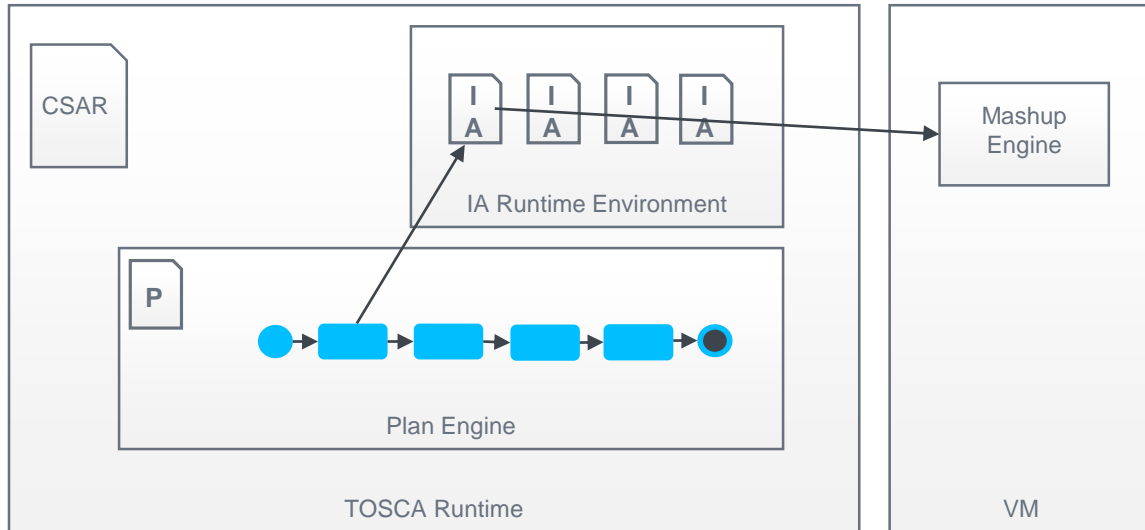 CSAR
I
A
I
A
I
A
I
A
IA Runtime Environment
Mashup
Engine
P
Plan Engine
TOSCA Runtime
VM